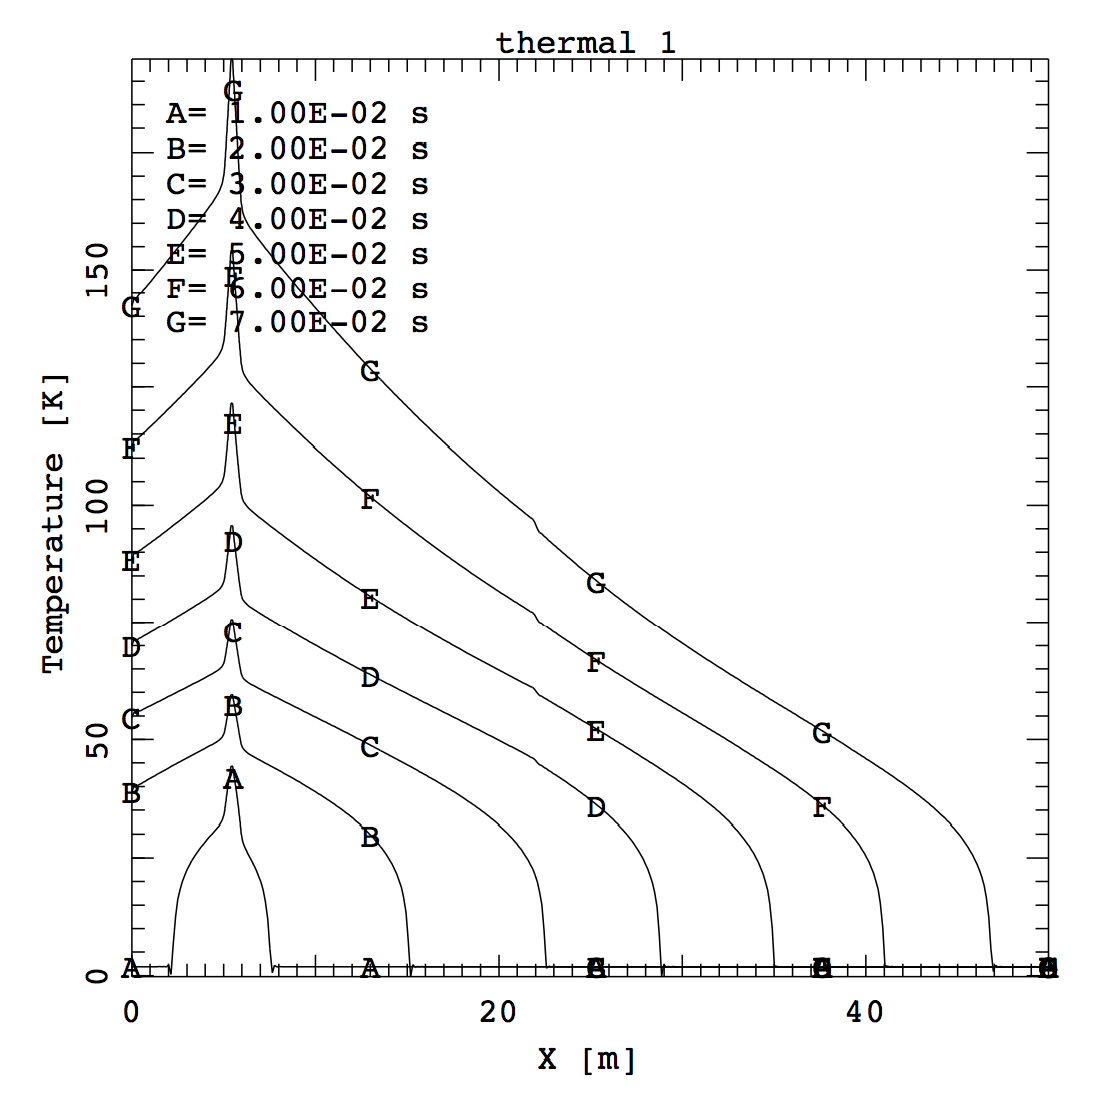 thermal 1
G
A= 1.00E-02 s
B= 2.00E-02 s
C= 3.00E-02 s
D= 4.00E-02 s
E= 5.00E-02 s
F
F= 6.00E-02 s
G
G= 7.00E-02 s
G
F E
F
E D
E
G
D C
D
F
C B
C
E
G
B A
B
D
F
A A
150
100
50
0
Temperature [K]
0 20 40
X [m]